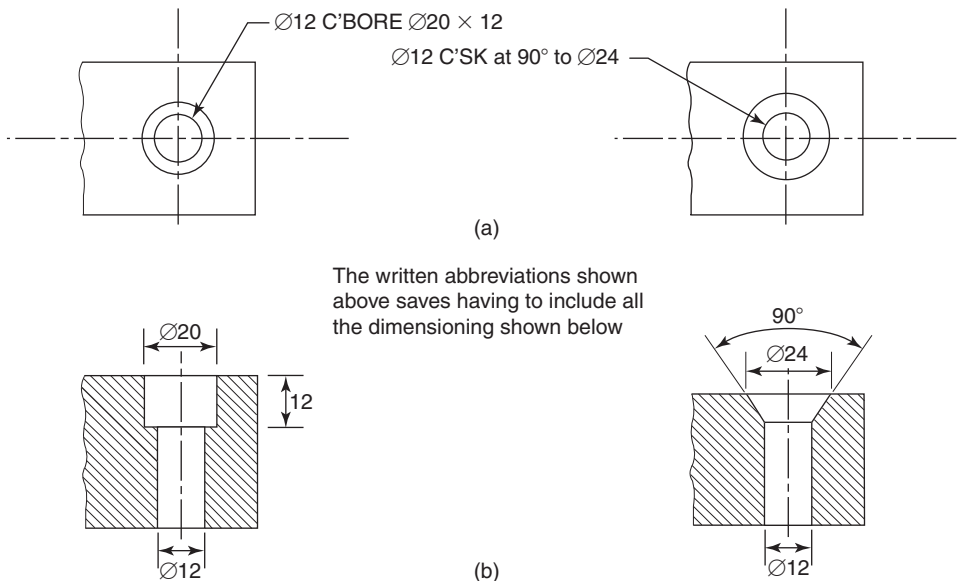 ∅12 C'BORE ∅20 × 12
∅12 C'SK at 90° to ∅24
(a)
The written abbreviations shown
above saves having to include all
the dimensioning shown below
∅20
12
∅12
90°
∅24
∅12
(b)